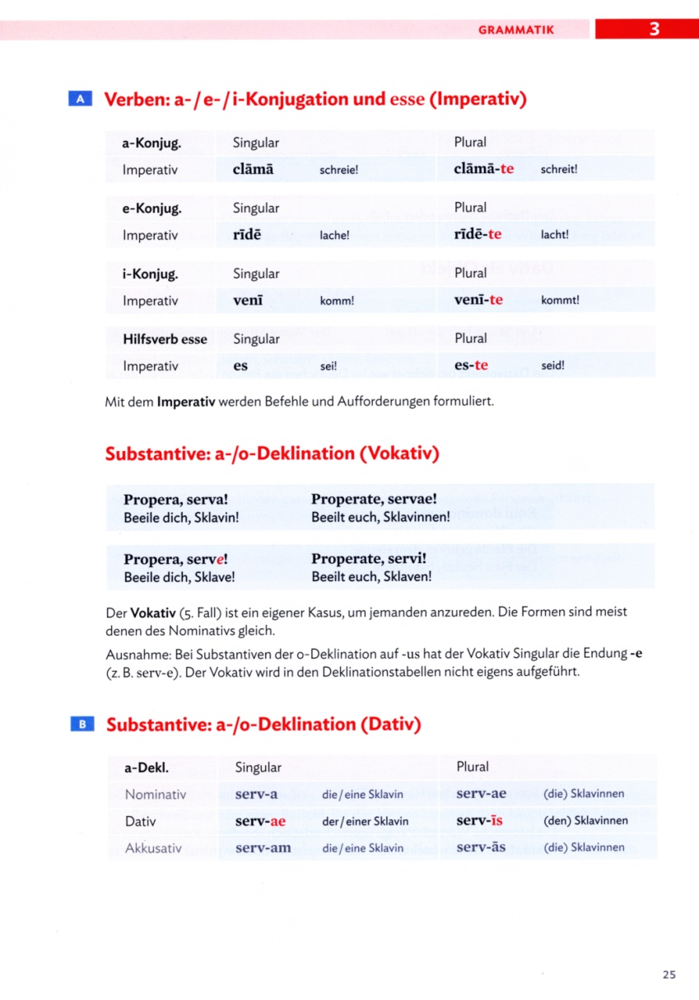 GRAMMATIK 3
A Verben: a-/e-/i-Konjugation und esse (Imperativ)
a-Konjug. Singular Plural
Imperativ clāmā schreie! clāmā-te schreit!
e-Konjug. Singular Plural
Imperativ rīdē lache! rīdē-te lacht!
i-Konjug. Singular Plural
Imperativ venī komm! venī-te kommt!
Hilfsverb esse Singular Plural
Imperativ es sei! es-te seid!
Mit dem Imperativ werden Befehle und Aufforderungen formuliert.
Substantive: a-/o-Deklination (Vokativ)
Propera, serva! Properate, servae!
Beeile dich, Sklavin! Beeilt euch, Sklavinnen!
Propera, serve! Properate, servi!
Beeile dich, Sklave! Beeilt euch, Sklaven!
Der Vokativ (5. Fall) ist ein eigener Kasus, um jemanden anzureden. Die Formen sind meist
denen des Nominativs gleich.
Ausnahme: Bei Substantiven der o-Deklination auf -us hat der Vokativ Singular die Endung -e
(z. B. serv-e). Der Vokativ wird in den Deklinationstabellen nicht eigens aufgeführt.
B Substantive: a-/o-Deklination (Dativ)
a-Dekl. Singular Plural
Nominativ serv-a die/eine Sklavin serv-ae (die) Sklavinnen
Dativ serv-ae der/einer Sklavin serv-īs (den) Sklavinnen
Akkusativ serv-am die/eine Sklavin serv-ās (die) Sklavinnen
25